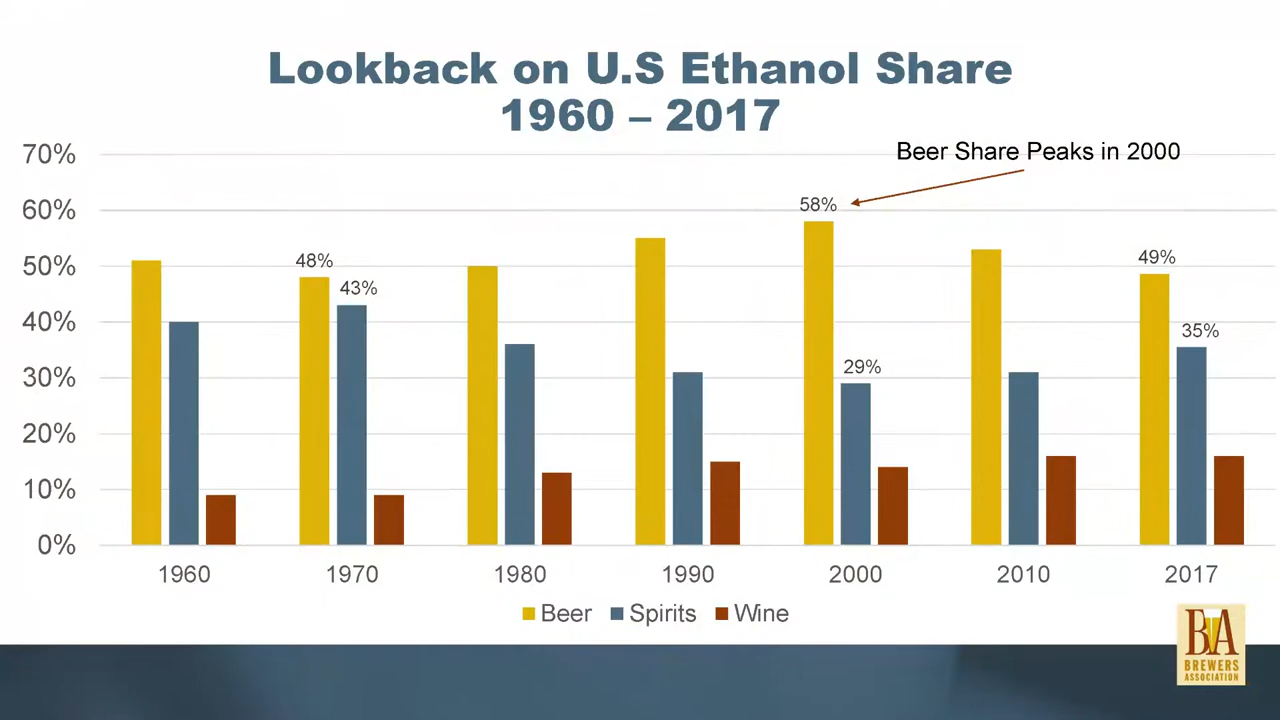 Lookback on U.S Ethanol Share
1960 – 2017
Beer Share Peaks in 2000
70%
60%
50%
40%
30%
20%
10%
0%
48%
43%
58%
29%
49%
35%
1960
1970
1980
1990
2000
2010
2017
Beer
Spirits
Wine
BA
BREWERS
ASSOCIATION